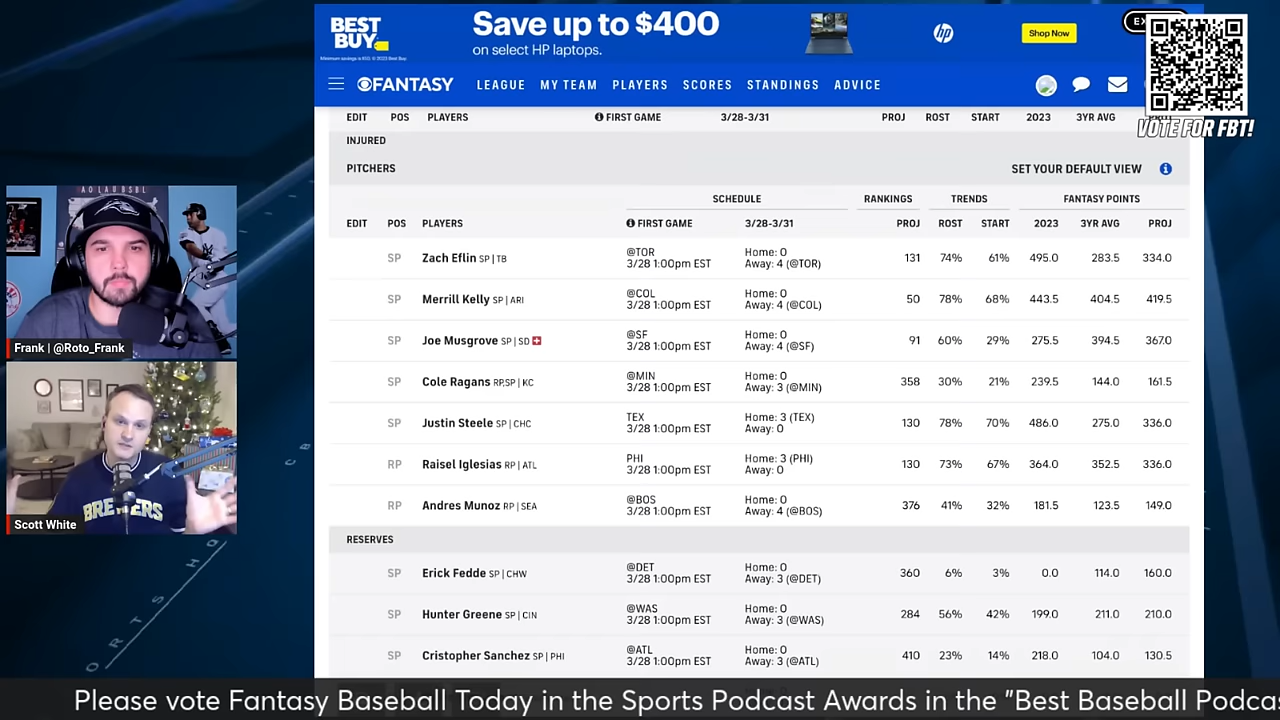 BEST BUY
Save up to $400
on select HP laptops.
hp
Shop Now
FANTASY LEAGUE MY TEAM PLAYERS SCORES STANDINGS ADVICE
VOTE FOR FBT!
EDIT POS PLAYERS FIRST GAME 3/28-3/31 PROJ ROST START 2023 3YR AVG
INJURED
PITCHERS SET YOUR DEFAULT VIEW
SCHEDULE RANKINGS TRENDS FANTASY POINTS
EDIT POS PLAYERS FIRST GAME 3/28-3/31 PROJ ROST START 2023 3YR AVG PROJ
SP Zach Eflin SP | TB @TOR 3/28 1:00pm EST Home: 0 Away: 4 (@TOR) 131 74% 61% 495.0 283.5 334.0
SP Merrill Kelly SP | ARI @COL 3/28 1:00pm EST Home: 0 Away: 4 (@COL) 50 78% 68% 443.5 404.5 419.5
SP Joe Musgrove SP | SD @SF 3/28 1:00pm EST Home: 0 Away: 4 (@SF) 91 60% 29% 275.5 394.5 367.0
SP Cole Ragans RP,SP | KC @MIN 3/28 1:00pm EST Home: 0 Away: 3 (@MIN) 358 30% 21% 239.5 144.0 161.5
SP Justin Steele SP | CHC TEX 3/28 1:00pm EST Home: 3 (TEX) Away: 0 130 78% 70% 486.0 275.0 336.0
RP Raisel Iglesias RP | ATL PHI 3/28 1:00pm EST Home: 3 (PHI) Away: 0 130 73% 67% 364.0 352.5 336.0
RP Andres Munoz RP | SEA @BOS 3/28 1:00pm EST Home: 0 Away: 4 (@BOS) 376 41% 32% 181.5 123.5 149.0
RESERVES
SP Erick Fedde SP | CHW @DET 3/28 1:00pm EST Home: 0 Away: 3 (@DET) 360 6% 3% 0.0 114.0 160.0
SP Hunter Greene SP | CIN @WAS 3/28 1:00pm EST Home: 0 Away: 3 (@WAS) 284 56% 42% 199.0 211.0 210.0
SP Cristopher Sanchez SP | PHI @ATL 3/28 1:00pm EST Home: 0 Away: 3 (@ATL) 410 23% 14% 218.0 104.0 130.5
Frank | @Roto_Frank
BREWERS
Scott White
Please vote Fantasy Baseball Today in the Sports Podcast Awards in the "Best Baseball Podca